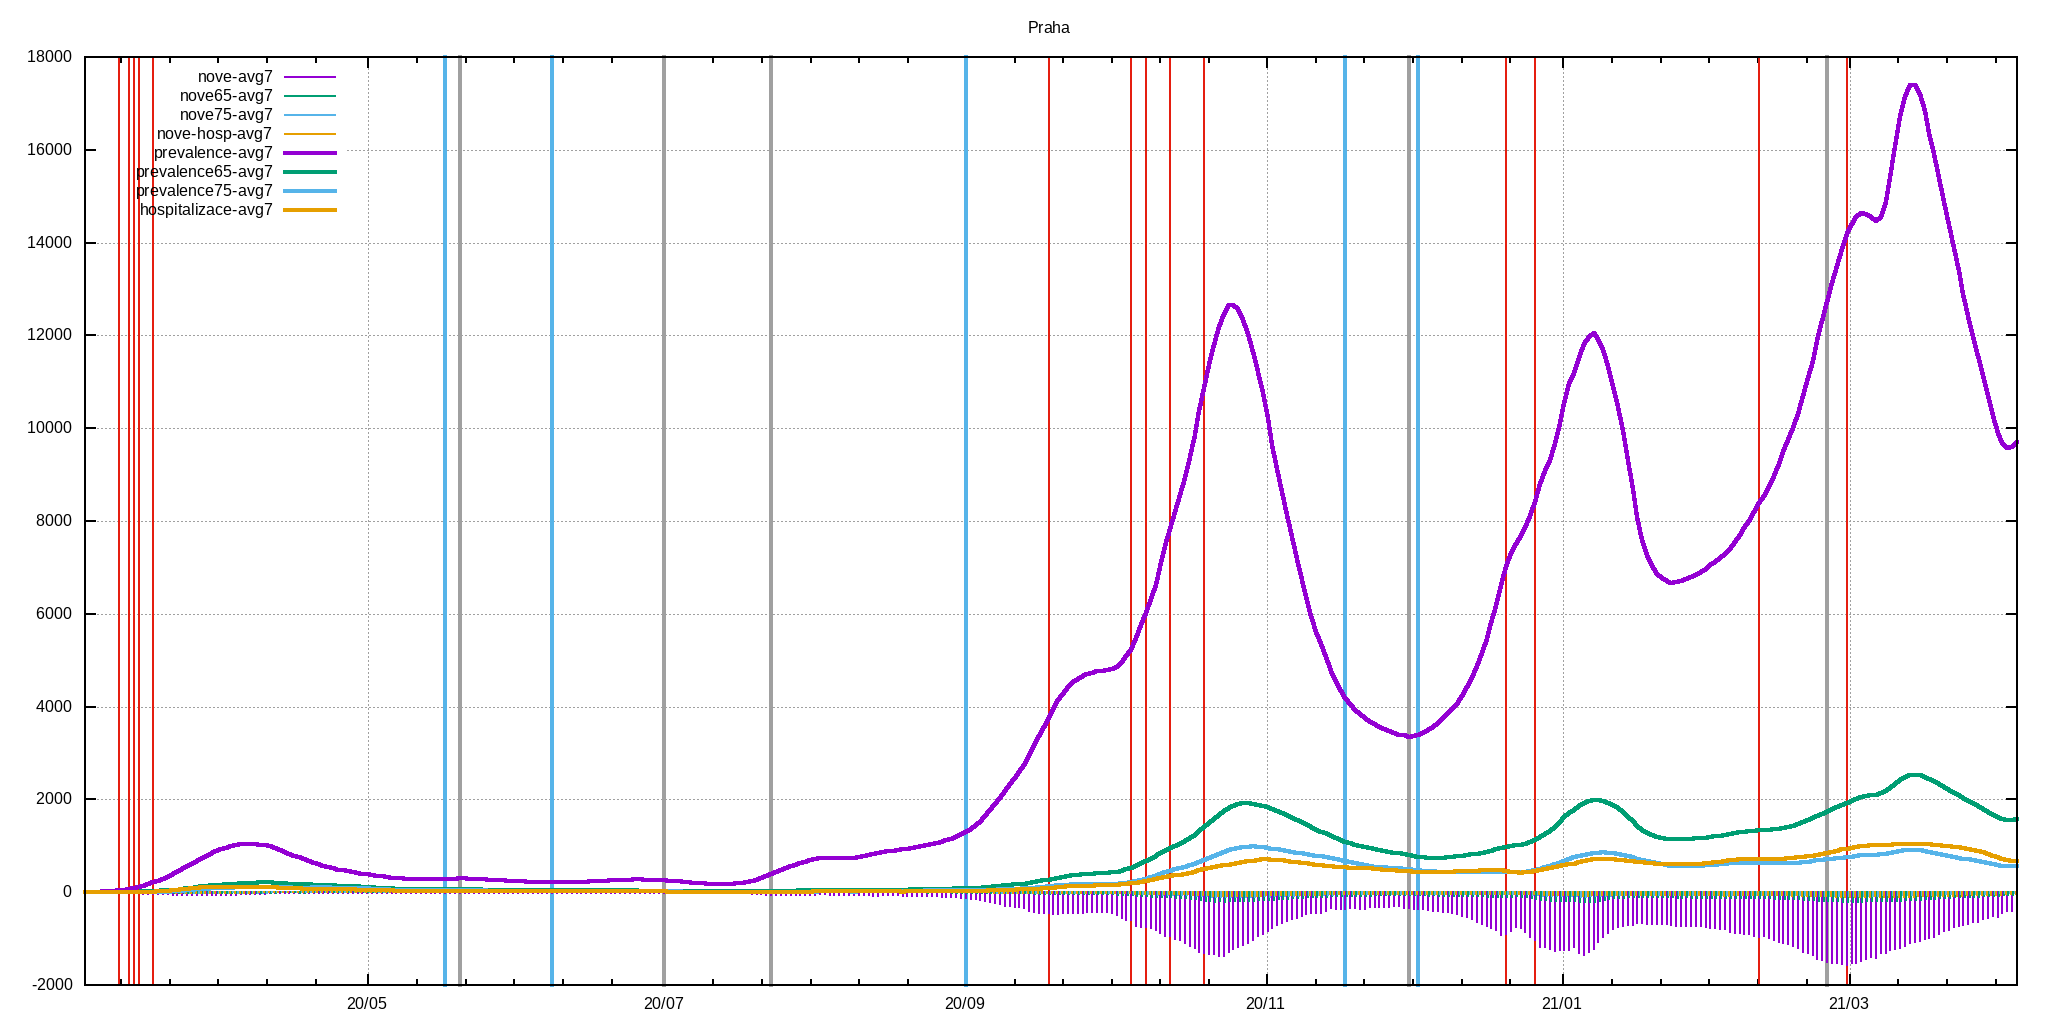 Praha
18000
16000
14000
12000
10000
8000
6000
4000
2000
0
-2000
nove-avg7
nove65-avg7
nove75-avg7
nove-hosp-avg7
prevalence-avg7
prevalence65-avg7
prevalence75-avg7
hospitalizace-avg7
20/05 20/07 20/09 20/11 21/01 21/03